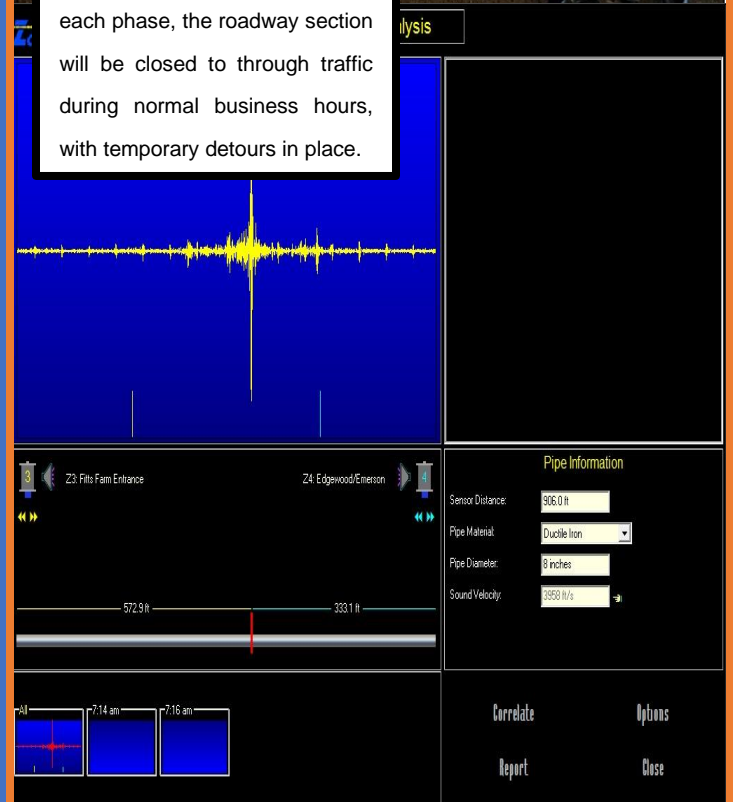 each phase, the roadway section
will be closed to through traffic
during normal business hours,
with temporary detours in place.
3
Z3: Fitts Farm Entrance
Z4: Edgewood/Emerson
4
572.9 ft
333.1 ft
Pipe Information
Sensor Distance:
906.0 ft
Pipe Material:
Ductile Iron
Pipe Diameter:
8 inches
Sound Velocity:
3958 ft/s
All
7:14 am
7:16 am
Correlate
Options
Report
Close